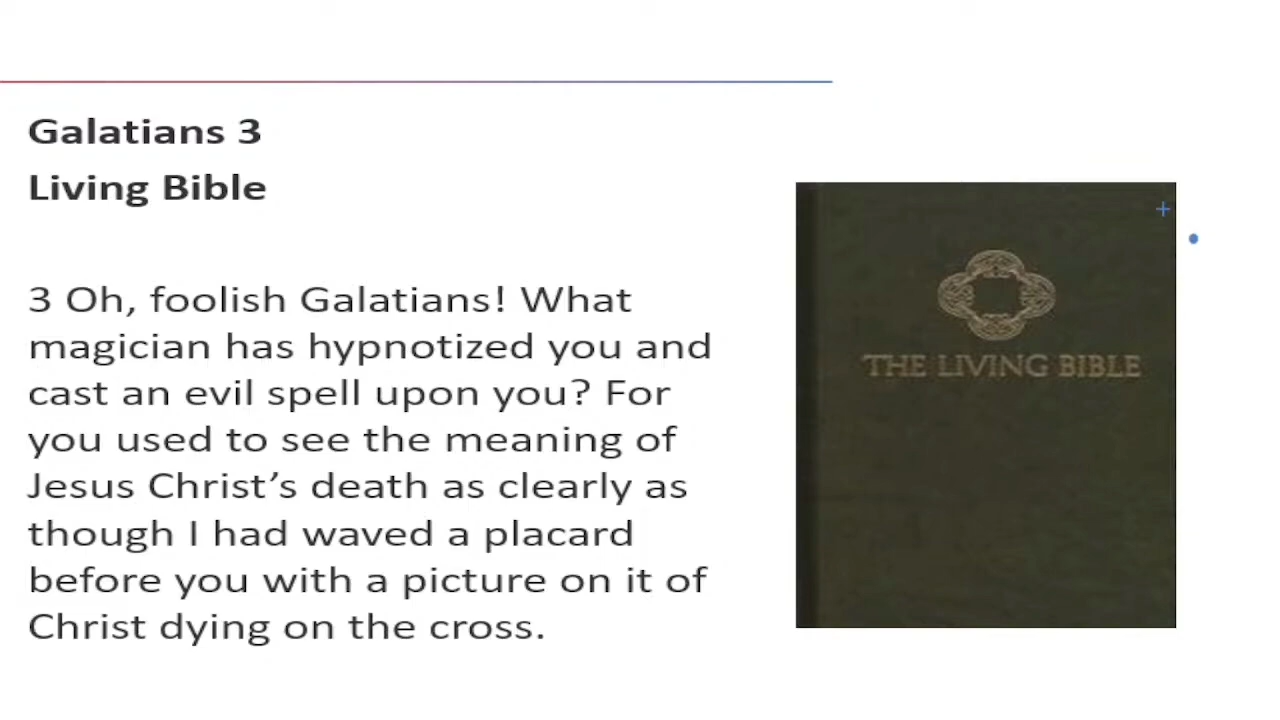 Galatians 3
Living Bible
3 Oh, foolish Galatians! What
magician has hypnotized you and
cast an evil spell upon you? For
you used to see the meaning of
Jesus Christ’s death as clearly as
though I had waved a placard
before you with a picture on it of
Christ dying on the cross.
THE LIVING BIBLE